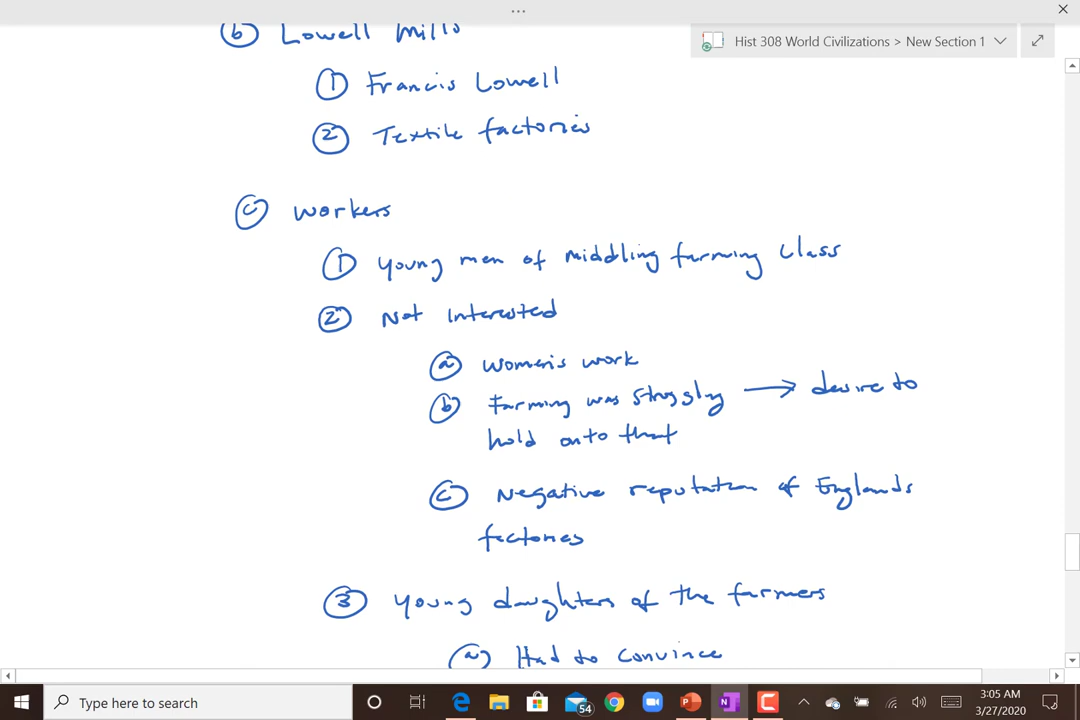 ...
Hist 308 World Civilizations > New Section 1
b Lowell Mills
1 Francis Lowell
2 Textile factories
c Workers
1 Young men of middling farming class
2 Not interested
a Women's work
b Farming was struggling → desire to
hold onto that
c Negative reputation of Englands
factories
3 Young daughters of the farmers
a Had to convince
Type here to search
54
3:05 AM
3/27/2020